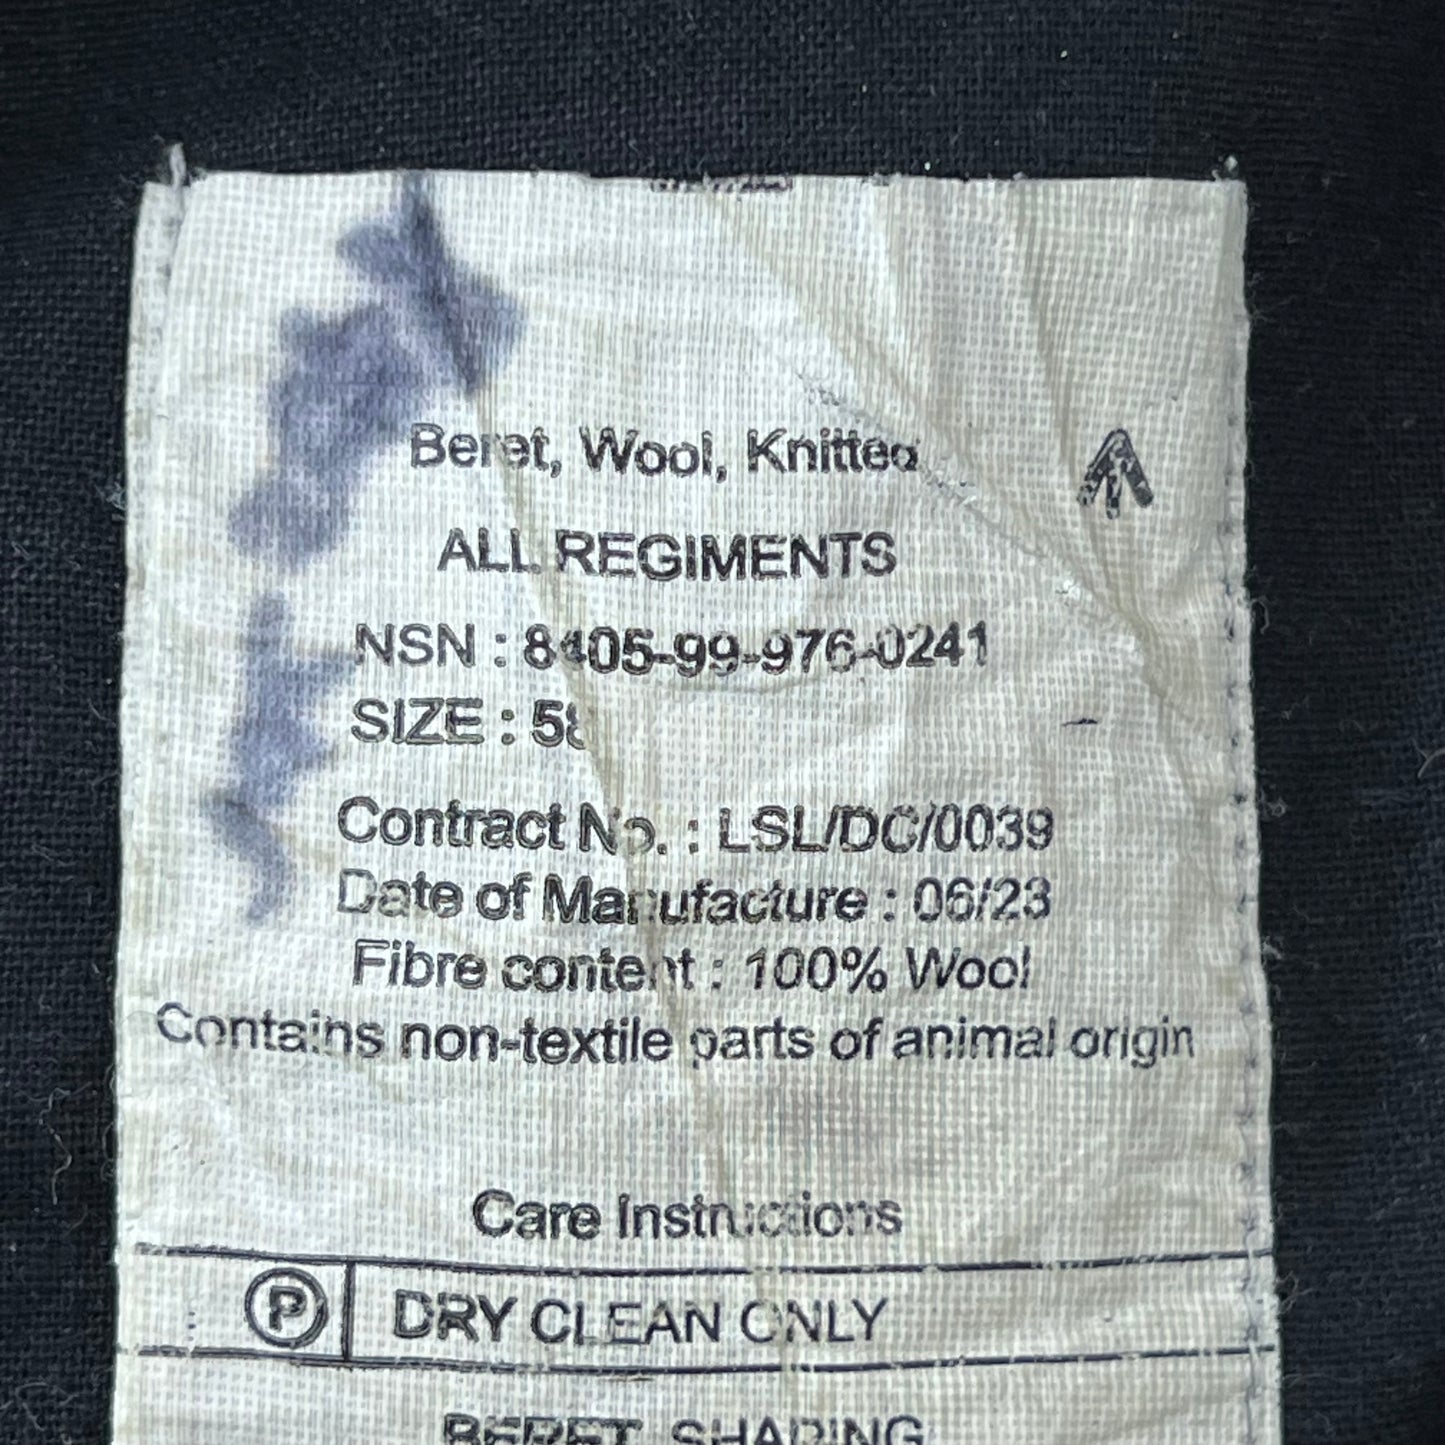 Beret, Wool, Knitted
ALL REGIMENTS
NSN : 8405-99-976-0241
SIZE : 58
Contract No. : LSL/DC/0039
Date of Manufacture : 06/23
Fibre content : 100% Wool
Contains non-textile parts of animal origin
Care Instructions
P DRY CLEAN ONLY
BERET SHAPING